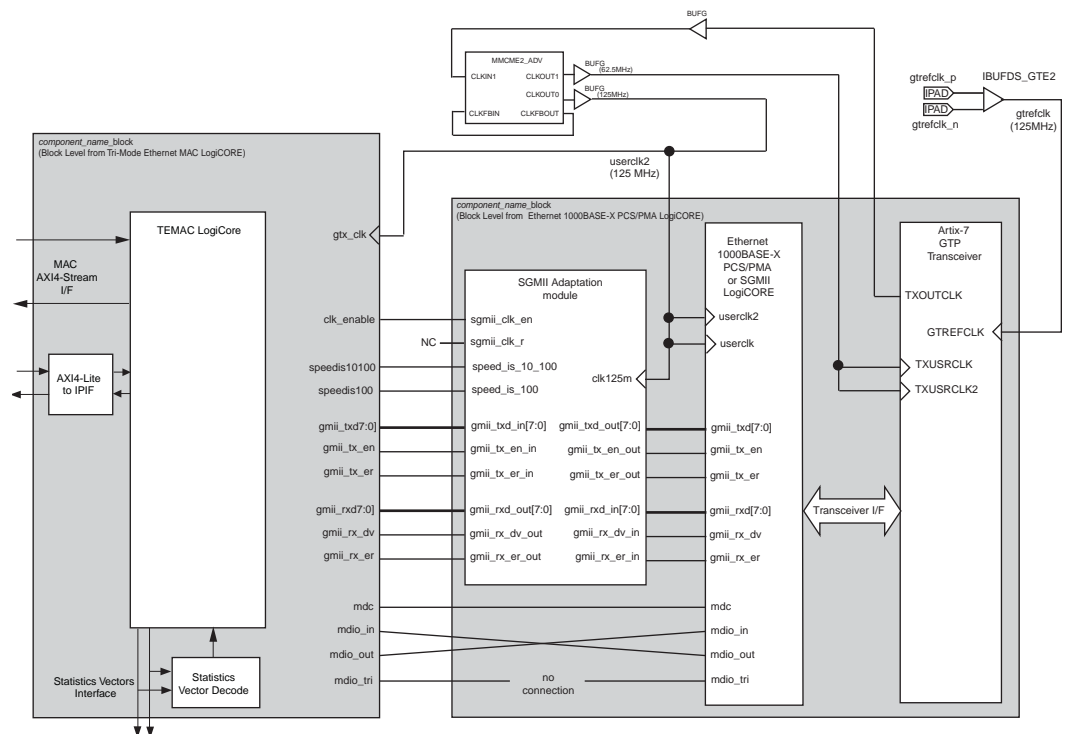 BUFG
MMCME2_ADV
CLKIN1
CLKOUT1
BUFG
(62.5MHz)
CLKOUT0
BUFG
(125MHz)
CLKFBIN
CLKFBOUT
gtrefclk_p
IBUFDS_GTE2
IPAD
IPAD
gtrefclk_n
gtrefclk
(125MHz)
userclk2
(125 MHz)
component_name_block
(Block Level from Tri-Mode Ethernet MAC LogiCORE)
TEMAC LogiCore
gtx_clk
MAC
AXI4-Stream
I/F
clk_enable
speedis10100
speedis100
AXI4-Lite
to IPIF
gmii_txd7:0]
gmii_tx_en
gmii_tx_er
gmii_rxd7:0]
gmii_rx_dv
gmii_rx_er
mdc
mdio_in
mdio_out
mdio_tri
Statistics Vectors
Interface
Statistics
Vector Decode
NC
no
connection
component_name_block
(Block Level from Ethernet 1000BASE-X PCS/PMA LogiCORE)
SGMII Adaptation
module
sgmii_clk_en
sgmii_clk_r
speed_is_10_100
speed_is_100
clk125m
gmii_txd_in[7:0]
gmii_txd_out[7:0]
gmii_tx_en_in
gmii_tx_en_out
gmii_tx_er_in
gmii_tx_er_out
gmii_rxd_out[7:0]
gmii_rxd_in[7:0]
gmii_rx_dv_out
gmii_rx_dv_in
gmii_rx_er_out
gmii_rx_er_in
Ethernet
1000BASE-X
PCS/PMA
or SGMII
LogiCORE
userclk2
userclk
gmii_txd[7:0]
gmii_tx_en
gmii_tx_er
gmii_rxd[7:0]
gmii_rx_dv
gmii_rx_er
mdc
mdio_in
mdio_out
mdio_tri
Transceiver I/F
Artix-7
GTP
Transceiver
TXOUTCLK
GTREFCLK
TXUSRCLK
TXUSRCLK2